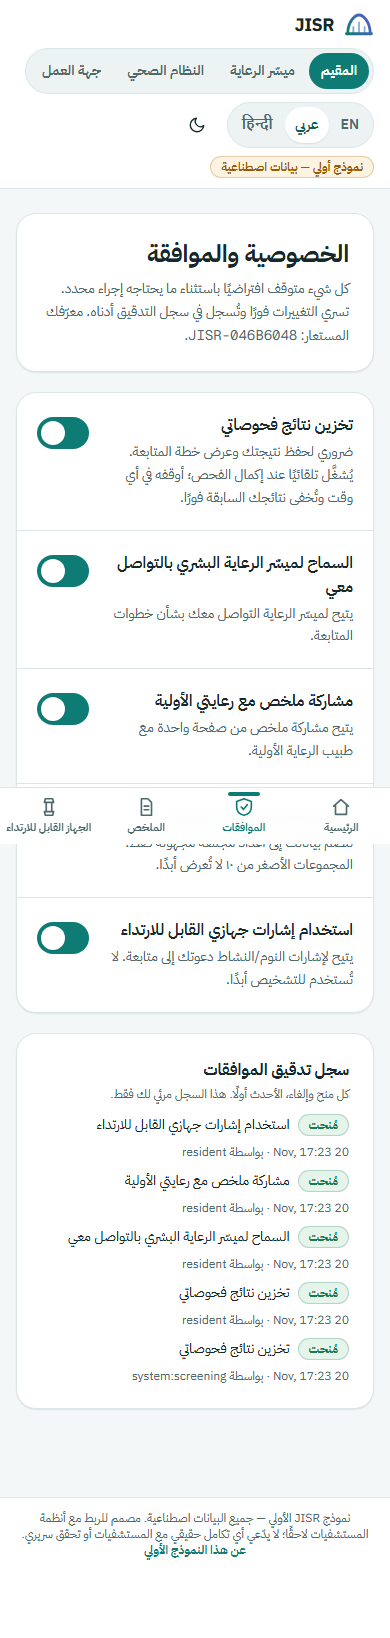 JISR
المقيم
ميسّر الرعاية
النظام الصحي
جهة العمل
EN
عربي
हिन्दी
نموذج أولي — بيانات اصطناعية
الخصوصية والموافقة
كل شيء متوقف افتراضيًا باستثناء ما يحتاجه إجراء محدد.
تسري التغييرات فورًا وتُسجل في سجل التدقيق أدناه. معرّفك
المستعار: JISR-046B6048.
تخزين نتائج فحوصاتي
ضروري لحفظ نتيجتك وعرض خطة المتابعة.
يُشغَّل تلقائيًا عند إكمال الفحص؛ أوقفه في أي
وقت وتُخفى نتائجك السابقة فورًا.
السماح لميسّر الرعاية البشري بالتواصل
معي
يتيح لميسّر الرعاية التواصل معك بشأن خطوات
المتابعة.
مشاركة ملخص مع رعايتي الأولية
يتيح مشاركة ملخص من صفحة واحدة مع
طبيب الرعاية الأولية.
الرئيسية
الموافقات
الملخص
الجهاز القابل للارتداء
المجموعات الأصغر من ١٠ لا تُعرض أبدًا.
استخدام إشارات جهازي القابل للارتداء
يتيح لإشارات النوم/النشاط دعوتك إلى متابعة. لا
تُستخدم للتشخيص أبدًا.
سجل تدقيق الموافقات
كل منح وإلغاء، الأحدث أولًا. هذا السجل مرئي لك فقط.
مُنحت استخدام إشارات جهازي القابل للارتداء
20 Nov, 17:23 · بواسطة resident
مُنحت مشاركة ملخص مع رعايتي الأولية
20 Nov, 17:23 · بواسطة resident
مُنحت السماح لميسّر الرعاية البشري بالتواصل معي
20 Nov, 17:23 · بواسطة resident
مُنحت تخزين نتائج فحوصاتي
20 Nov, 17:23 · بواسطة resident
مُنحت تخزين نتائج فحوصاتي
20 Nov, 17:23 · بواسطة system:screening
نموذج JISR الأولي — جميع البيانات اصطناعية. مصمم للربط مع أنظمة
المستشفيات لاحقًا؛ لا يدّعي أي تكامل حقيقي مع المستشفيات أو تحقق سريري.
عن هذا النموذج الأولي